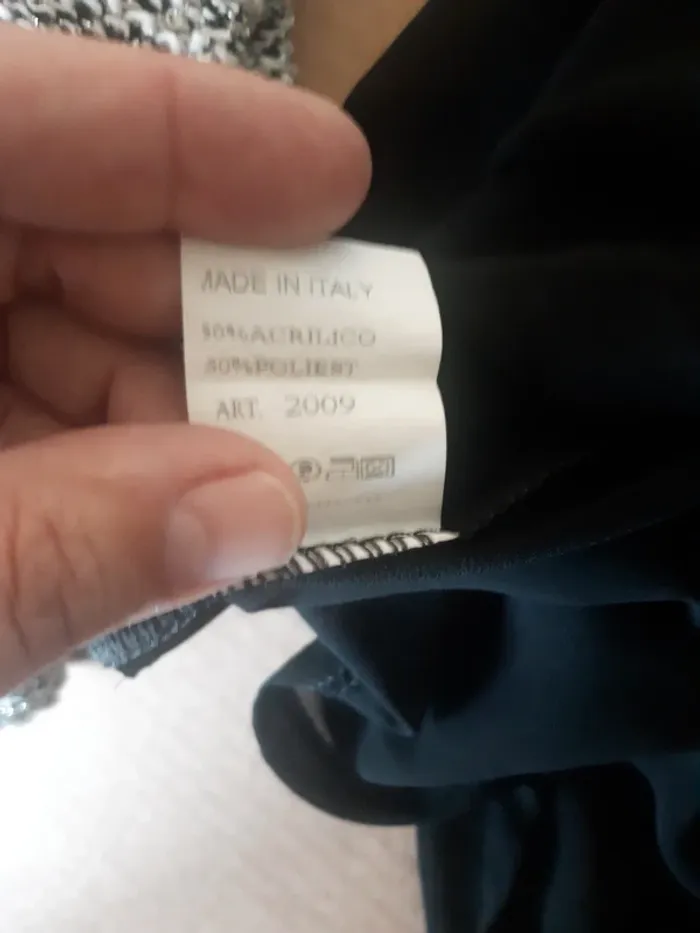 MADE IN ITALY
50%ACRILICO
50%POLIEST
ART. 2009